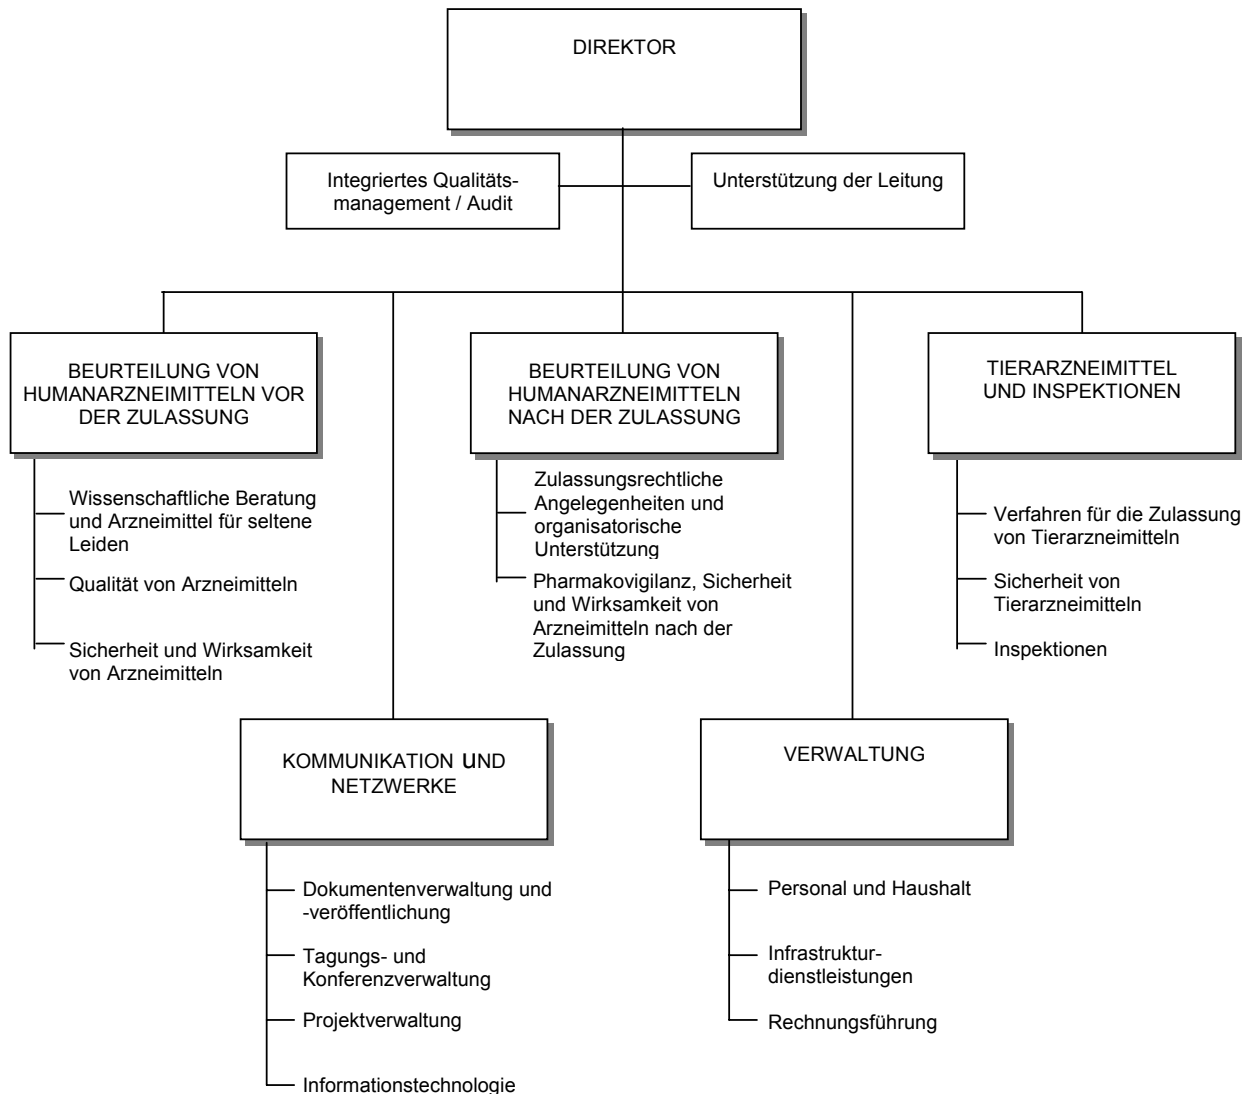 DIREKTOR
Integriertes Qualitäts-
management / Audit
Unterstützung der Leitung
BEURTEILUNG VON
HUMANARZNEIMITTELN VOR
DER ZULASSUNG
Wissenschaftliche Beratung
und Arzneimittel für seltene
Leiden
Qualität von Arzneimitteln
Sicherheit und Wirksamkeit
von Arzneimitteln
BEURTEILUNG VON
HUMANARZNEIMITTELN
NACH DER ZULASSUNG
Zulassungsrechtliche
Angelegenheiten und
organisatorische
Unterstützung
Pharmakovigilanz, Sicherheit
und Wirksamkeit von
Arzneimitteln nach der
Zulassung
TIERARZNEIMITTEL
UND INSPEKTIONEN
Verfahren für die Zulassung
von Tierarzneimitteln
Sicherheit von
Tierarzneimitteln
Inspektionen
KOMMUNIKATION uND
NETZWERKE
Dokumentenverwaltung und
-veröffentlichung
Tagungs- und
Konferenzverwaltung
Projektverwaltung
Informationstechnologie
VERWALTUNG
Personal und Haushalt
Infrastruktur-
dienstleistungen
Rechnungsführung